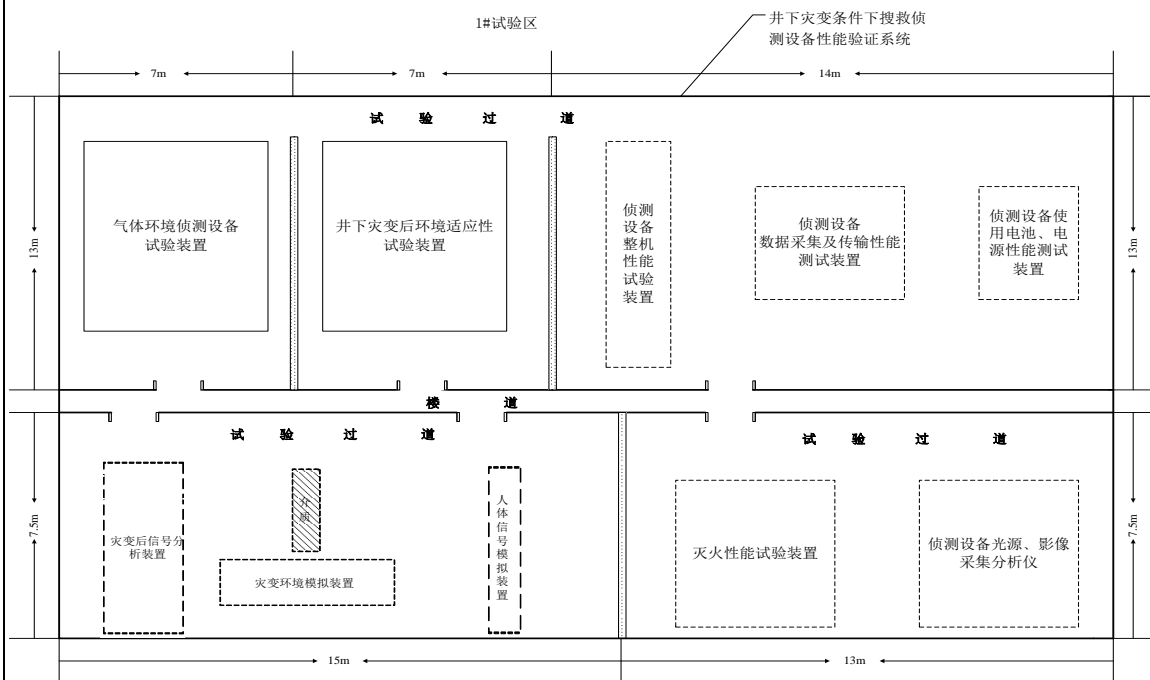 1#试验区
井下灾变条件下搜救侦
测设备性能验证系统
7m
7m
14m
试 验 过 道
13m
13m
气体环境侦测设备
试验装置
井下灾变后环境适应性
试验装置
侦测
设备
整机
性能
试验
装置
侦测设备
数据采集及传输性能
测试装置
侦测设备使
用电池、电
源性能测试
装置
楼 道
试 验 过 道
试 验 过 道
7.5m
7.5m
灾变后信号分
析装置
介
质
灾变环境模拟装置
人
体
信
号
模
拟
装
置
灭火性能试验装置
侦测设备光源、影像
采集分析仪
15m
13m